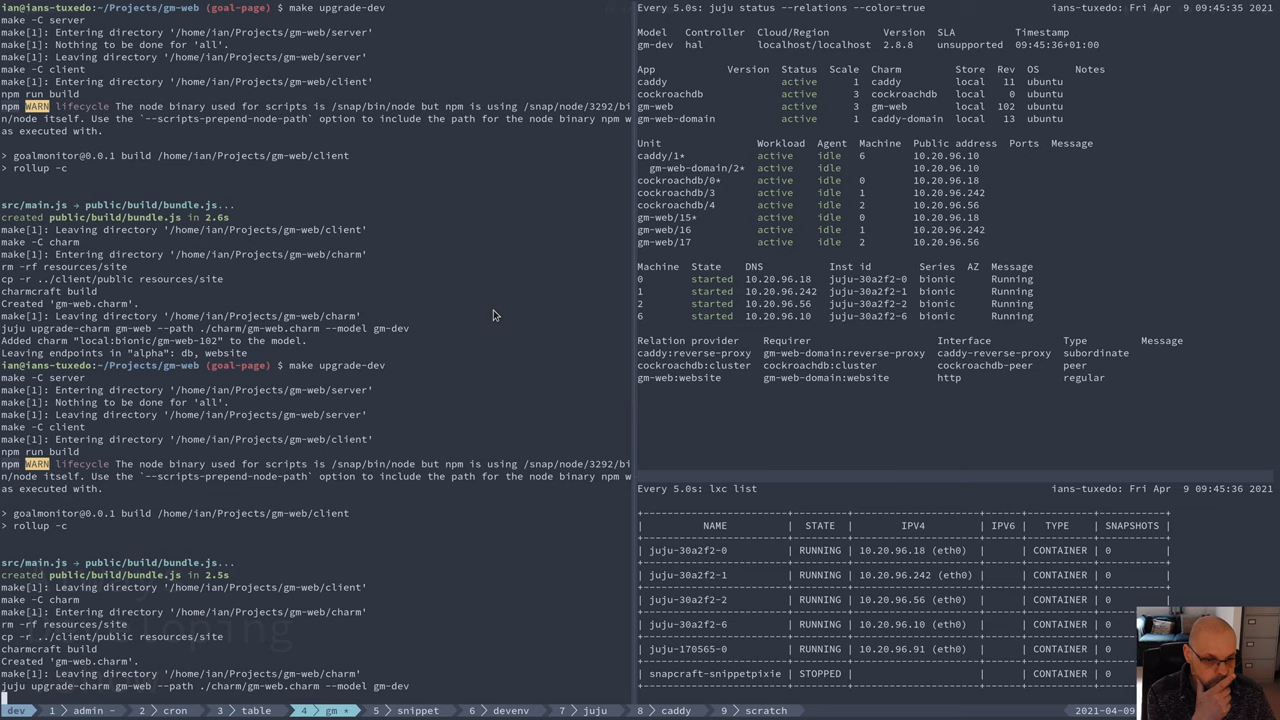 ian@ians-tuxedo:~/Projects/gm-web (goal-page) $ make upgrade-dev
make -C server
make[1]: Entering directory '/home/ian/Projects/gm-web/server'
make[1]: Nothing to be done for 'all'.
make[1]: Leaving directory '/home/ian/Projects/gm-web/server'
make -C client
make[1]: Entering directory '/home/ian/Projects/gm-web/client'
npm run build
npm WARN lifecycle The node binary used for scripts is /snap/bin/node but npm is using /snap/node/3292/bi
n/node itself. Use the `--scripts-prepend-node-path` option to include the path for the node binary npm w
as executed with.
> goalmonitor@0.0.1 build /home/ian/Projects/gm-web/client
> rollup -c
src/main.js → public/build/bundle.js...
created public/build/bundle.js in 2.6s
make[1]: Leaving directory '/home/ian/Projects/gm-web/client'
make -C charm
make[1]: Entering directory '/home/ian/Projects/gm-web/charm'
rm -rf resources/site
cp -r ../client/public resources/site
charmcraft build
Created 'gm-web.charm'.
make[1]: Leaving directory '/home/ian/Projects/gm-web/charm'
juju upgrade-charm gm-web --path ./charm/gm-web.charm --model gm-dev
Added charm "local:bionic/gm-web-102" to the model.
Leaving endpoints in "alpha": db, website
ian@ians-tuxedo:~/Projects/gm-web (goal-page) $ make upgrade-dev
make -C server
make[1]: Entering directory '/home/ian/Projects/gm-web/server'
make[1]: Nothing to be done for 'all'.
make[1]: Leaving directory '/home/ian/Projects/gm-web/server'
make -C client
make[1]: Entering directory '/home/ian/Projects/gm-web/client'
npm run build
npm WARN lifecycle The node binary used for scripts is /snap/bin/node but npm is using /snap/node/3292/bi
n/node itself. Use the `--scripts-prepend-node-path` option to include the path for the node binary npm w
as executed with.
> goalmonitor@0.0.1 build /home/ian/Projects/gm-web/client
> rollup -c
src/main.js → public/build/bundle.js...
created public/build/bundle.js in 2.5s
make[1]: Leaving directory '/home/ian/Projects/gm-web/client'
make -C charm
make[1]: Entering directory '/home/ian/Projects/gm-web/charm'
rm -rf resources/site
cp -r ../client/public resources/site
charmcraft build
Created 'gm-web.charm'.
make[1]: Leaving directory '/home/ian/Projects/gm-web/charm'
juju upgrade-charm gm-web --path ./charm/gm-web.charm --model gm-dev
Every 5.0s: juju status --relations --color=true ians-tuxedo: Fri Apr 9 09:45:35 2021
Model Controller Cloud/Region Version SLA Timestamp
gm-dev hal localhost/localhost 2.8.8 unsupported 09:45:36+01:00
App Version Status Scale Charm Store Rev OS Notes
caddy active 1 caddy local 11 ubuntu
cockroachdb active 3 cockroachdb local 0 ubuntu
gm-web active 3 gm-web local 102 ubuntu
gm-web-domain active 1 caddy-domain local 13 ubuntu
Unit Workload Agent Machine Public address Ports Message
caddy/1* active idle 6 10.20.96.10
gm-web-domain/2* active idle 10.20.96.10
cockroachdb/0* active idle 0 10.20.96.18
cockroachdb/3 active idle 1 10.20.96.242
cockroachdb/4 active idle 2 10.20.96.56
gm-web/15* active idle 0 10.20.96.18
gm-web/16 active idle 1 10.20.96.242
gm-web/17 active idle 2 10.20.96.56
Machine State DNS Inst id Series AZ Message
0 started 10.20.96.18 juju-30a2f2-0 bionic Running
1 started 10.20.96.242 juju-30a2f2-1 bionic Running
2 started 10.20.96.56 juju-30a2f2-2 bionic Running
6 started 10.20.96.10 juju-30a2f2-6 bionic Running
Relation provider Requirer Interface Type Message
caddy:reverse-proxy gm-web-domain:reverse-proxy caddy-reverse-proxy subordinate
cockroachdb:cluster cockroachdb:cluster cockroachdb-peer peer
gm-web:website gm-web-domain:website http regular
Every 5.0s: lxc list ians-tuxedo: Fri Apr 9 09:45:36 2021
| NAME | STATE | IPV4 | IPV6 | TYPE | SNAPSHOTS |
| juju-30a2f2-0 | RUNNING | 10.20.96.18 (eth0) | | CONTAINER | 0 |
| juju-30a2f2-1 | RUNNING | 10.20.96.242 (eth0) | | CONTAINER | 0 |
| juju-30a2f2-2 | RUNNING | 10.20.96.56 (eth0) | | CONTAINER | 0 |
| juju-30a2f2-6 | RUNNING | 10.20.96.10 (eth0) | | CONTAINER | 0
| juju-170565-0 | RUNNING | 10.20.96.91 (eth0) | | CONTAINER | 0
| snapcraft-snippetpixie | STOPPED | | | CONTAINER | 0
dev 1 > admin - 2 > cron 3 > table 4 > gm * 5 > snippet 6 > devenv 7 > juju 8 > caddy 9 > scratch 2021-04-09